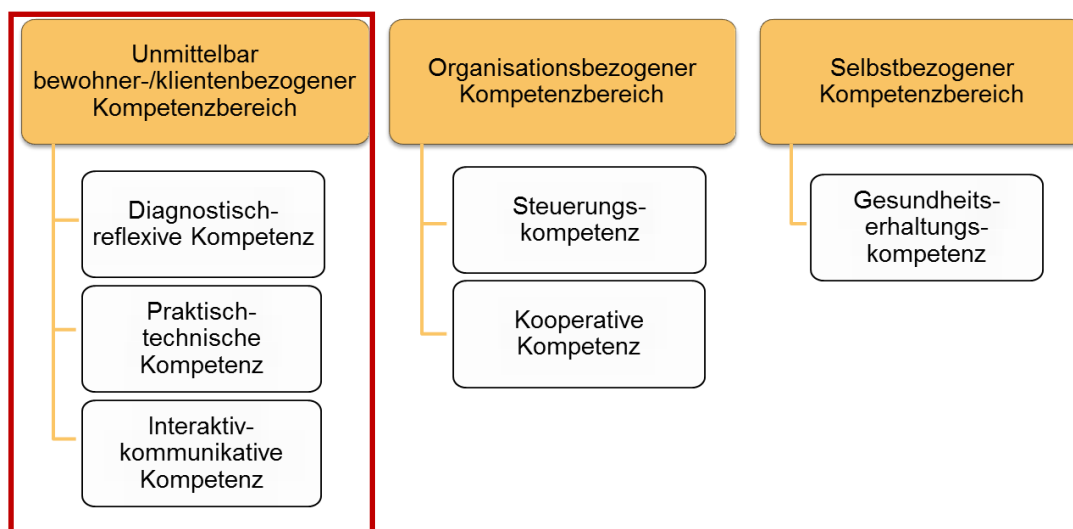 Unmittelbar
bewohner-/klientenbezogener
Kompetenzbereich
Diagnostisch-
reflexive Kompetenz
Praktisch-
technische
Kompetenz
Interaktiv-
kommunikative
Kompetenz
Organisationsbezogener
Kompetenzbereich
Steuerungs-
kompetenz
Kooperative
Kompetenz
Selbstbezogener
Kompetenzbereich
Gesundheits-
erhaltungs-
kompetenz